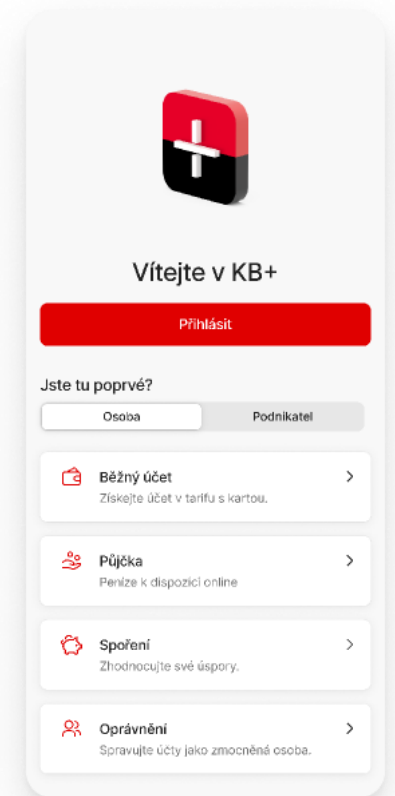 Vítejte v KB+
Přihlásit
Jste tu poprvé?
Osoba
Podnikatel
Běžný účet
Získejte účet v tarifu s kartou.
Půjčka
Peníze k dispozici online
Spoření
Zhodnocujte své úspory.
Oprávnění
Spravujte účty jako zmocněná osoba.